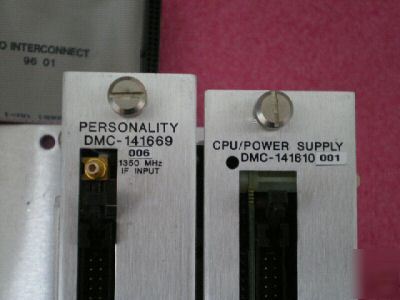 O INTERCONNECT
96 01
PERSONALITY
DMC-141669
006
1350 MHz
IF INPUT
CPU/POWER SUPPLY
DMC-141610 001